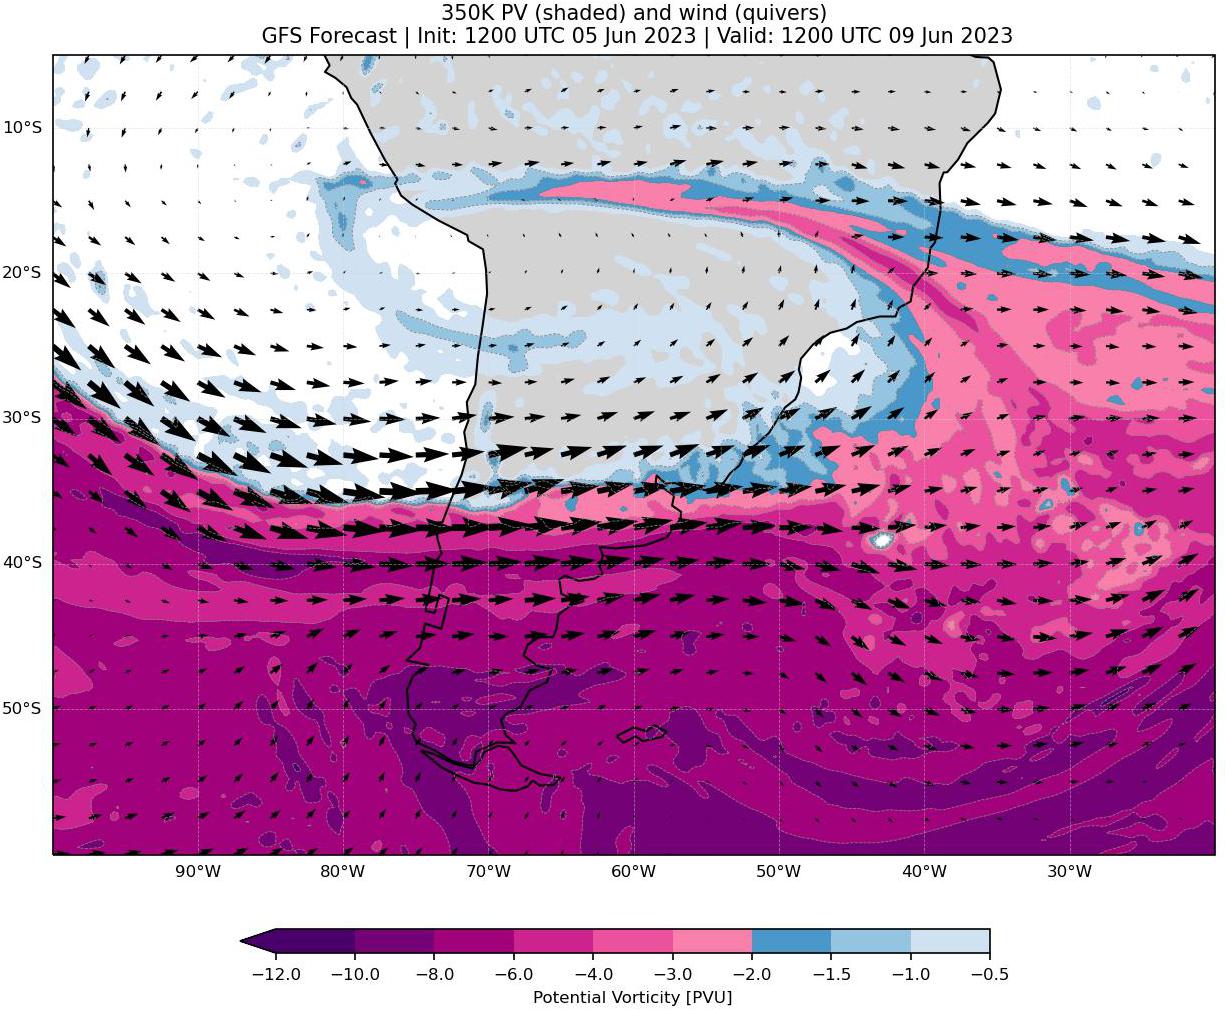 350K PV (shaded) and wind (quivers)
GFS Forecast | Init: 1200 UTC 05 Jun 2023 | Valid: 1200 UTC 09 Jun 2023
10°S
20°S
30°S
40°S
50°S
90°W 80°W 70°W 60°W 50°W 40°W 30°W
−12.0 −10.0 −8.0 −6.0 −4.0 −3.0 −2.0 −1.5 −1.0 −0.5
Potential Vorticity [PVU]